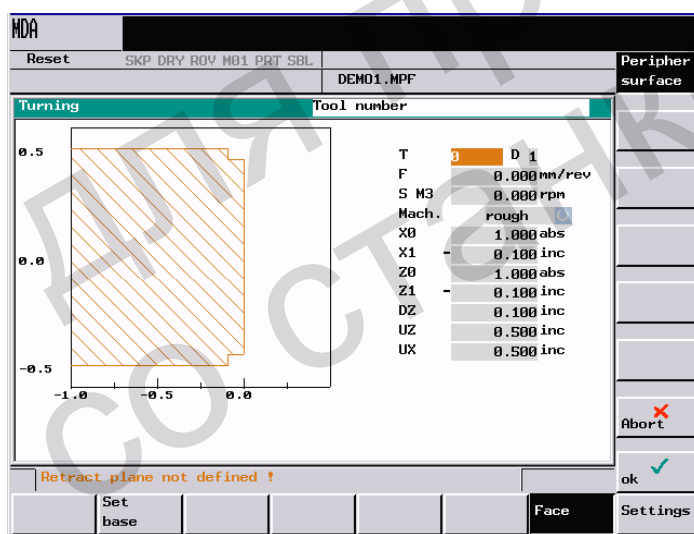 MDA
Reset SKP DRY ROV M01 PRT SBL
DEMO1.MPF
Peripher
surface
Turning Tool number
T 0 D 1
F 0.000 mm/rev
S M3 0.000 rpm
Mach. rough
X0 1.000 abs
X1 - 0.100 inc
Z0 1.000 abs
Z1 - 0.100 inc
DZ 0.100 inc
UZ 0.500 inc
UX 0.500 inc
0.5
0.0
-0.5
-1.0 -0.5 0.0
Abort
Retract plane not defined !
ok
Set
base
Face
Settings
ДЛЯ
СО СТАНК